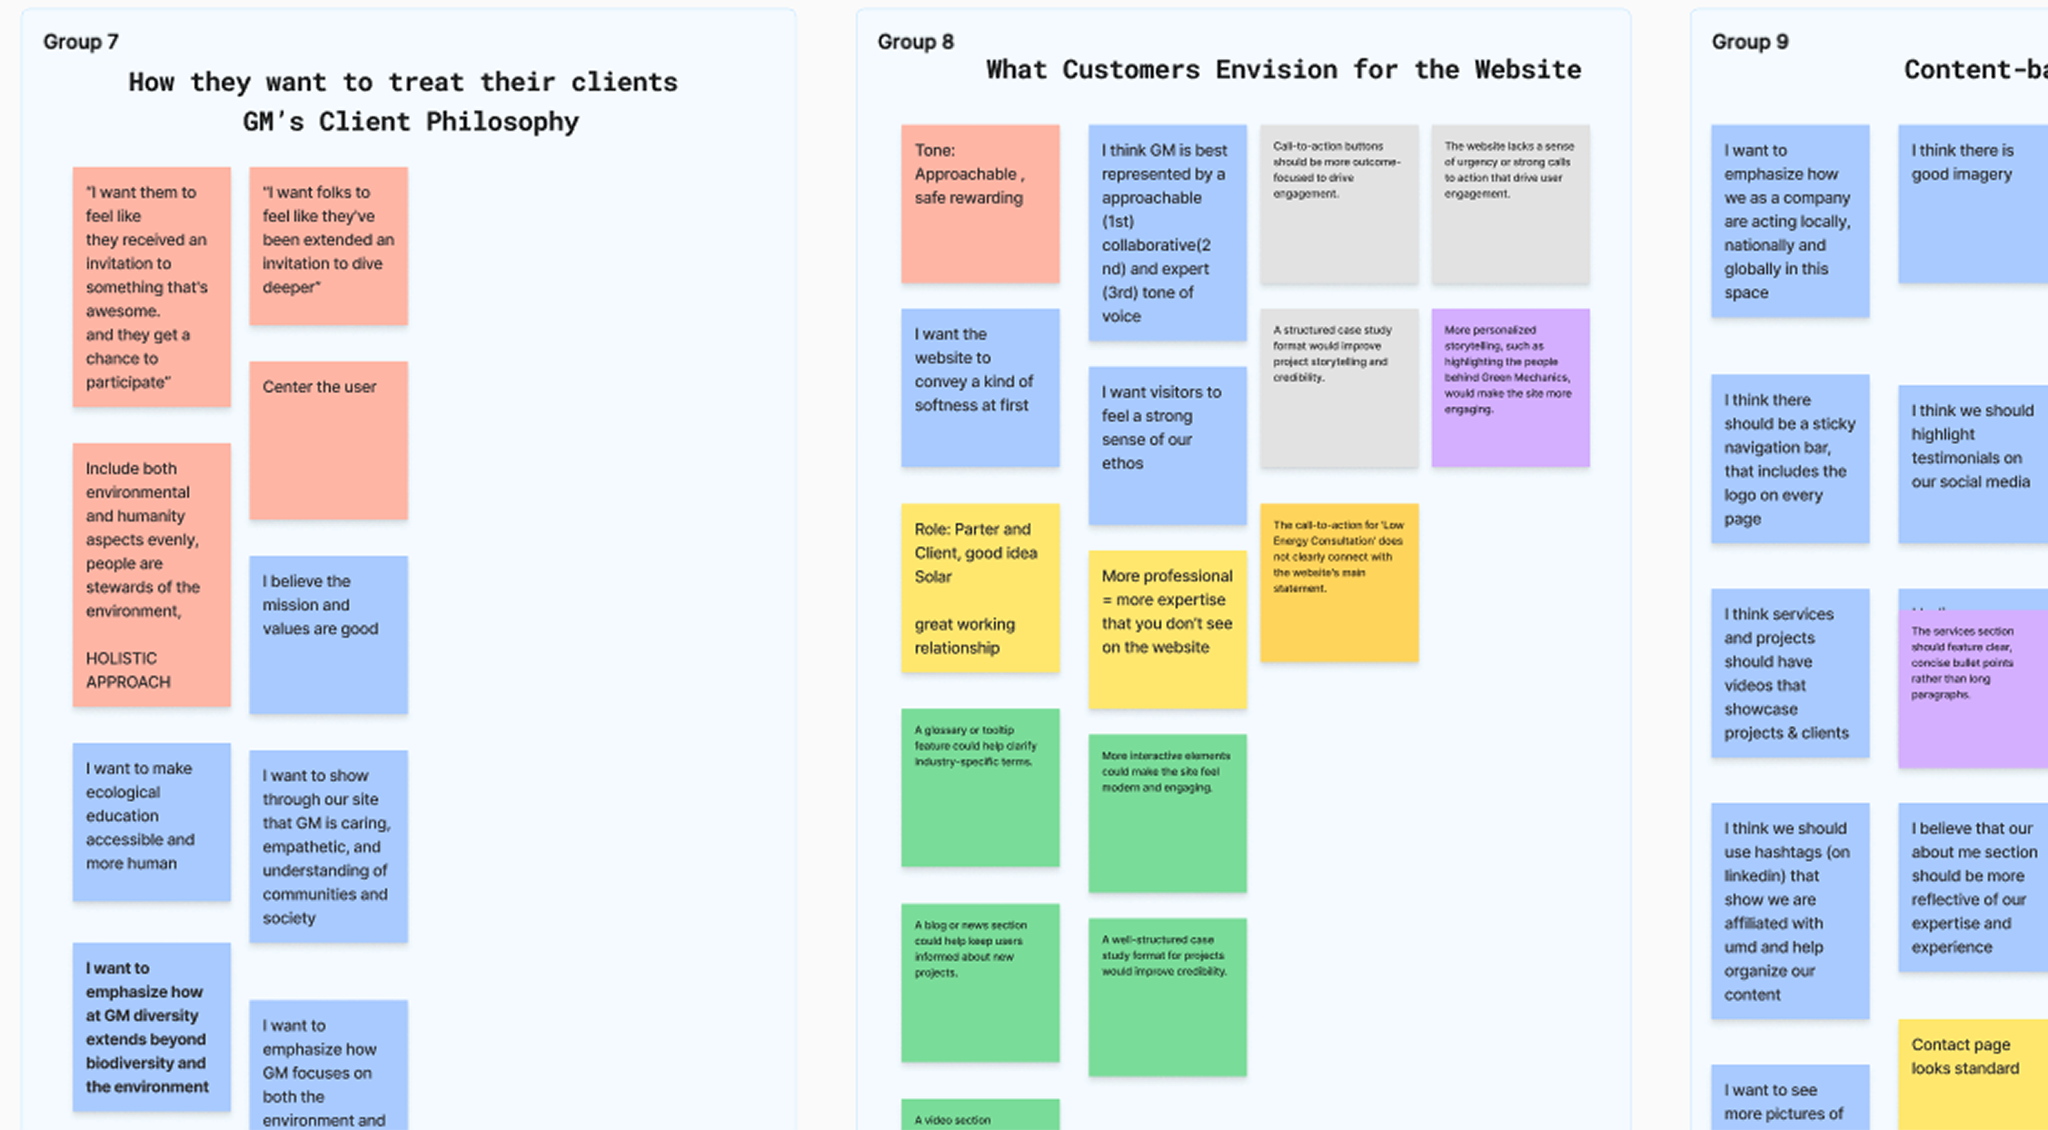 Group 7
How they want to treat their clients
GM's Client Philosophy
"I want them to
feel like
they received an
invitation to
something that's
awesome.
and they get a
chance to
participate"
"I want folks to
feel like they've
been extended an
invitation to dive
deeper"
Center the user
Include both
environmental
and humanity
aspects evenly,
people are
stewards of the
environment,
HOLISTIC
APPROACH
I believe the
mission and
values are good
I want to make
ecological
education
accessible and
more human
I want to show
through our site
that GM is caring,
empathetic, and
understanding of
communities and
society
I want to
emphasize how
at GM diversity
extends beyond
biodiversity and
the environment
I want to
emphasize how
GM focuses on
both the
environment and
Group 8
What Customers Envision for the Website
Tone:
Approachable ,
safe rewarding
I think GM is best
represented by a
approachable
(1st)
collaborative(2
nd) and expert
(3rd) tone of
voice
Call-to-action buttons
should be more outcome-
focused to drive
engagement.
The website lacks a sense
of urgency or strong calls
to action that drive user
engagement.
I want the
website to
convey a kind of
softness at first
I want visitors to
feel a strong
sense of our
ethos
A structured case study
format would improve
project storytelling and
credibility.
More personalized
storytelling, such as
highlighting the people
behind Green Mechanics,
would make the site more
engaging.
Role: Parter and
Client, good idea
Solar
great working
relationship
More professional
= more expertise
that you don't see
on the website
The call-to-action for 'Low
Energy Consultation' does
not clearly connect with
the website's main
statement.
A glossary or tooltip
feature could help clarify
industry-specific terms.
More interactive elements
could make the site feel
modern and engaging.
A blog or news section
could help keep users
informed about new
projects.
A well-structured case
study format for projects
would improve credibility.
A video section
Group 9
Content-ba
I want to
emphasize how
we as a company
are acting locally,
nationally and
globally in this
space
I think there is
good imagery
I think there
should be a sticky
navigation bar,
that includes the
logo on every
page
I think we should
highlight
testimonials on
our social media
I think services
and projects
should have
videos that
showcase
projects & clients
The services section
should feature clear,
concise bullet points
rather than long
paragraphs.
I think we should
use hashtags (on
linkedin) that
show we are
affiliated with
umd and help
organize our
content
I believe that our
about me section
should be more
reflective of our
expertise and
experience
Contact page
looks standard
I want to see
more pictures of